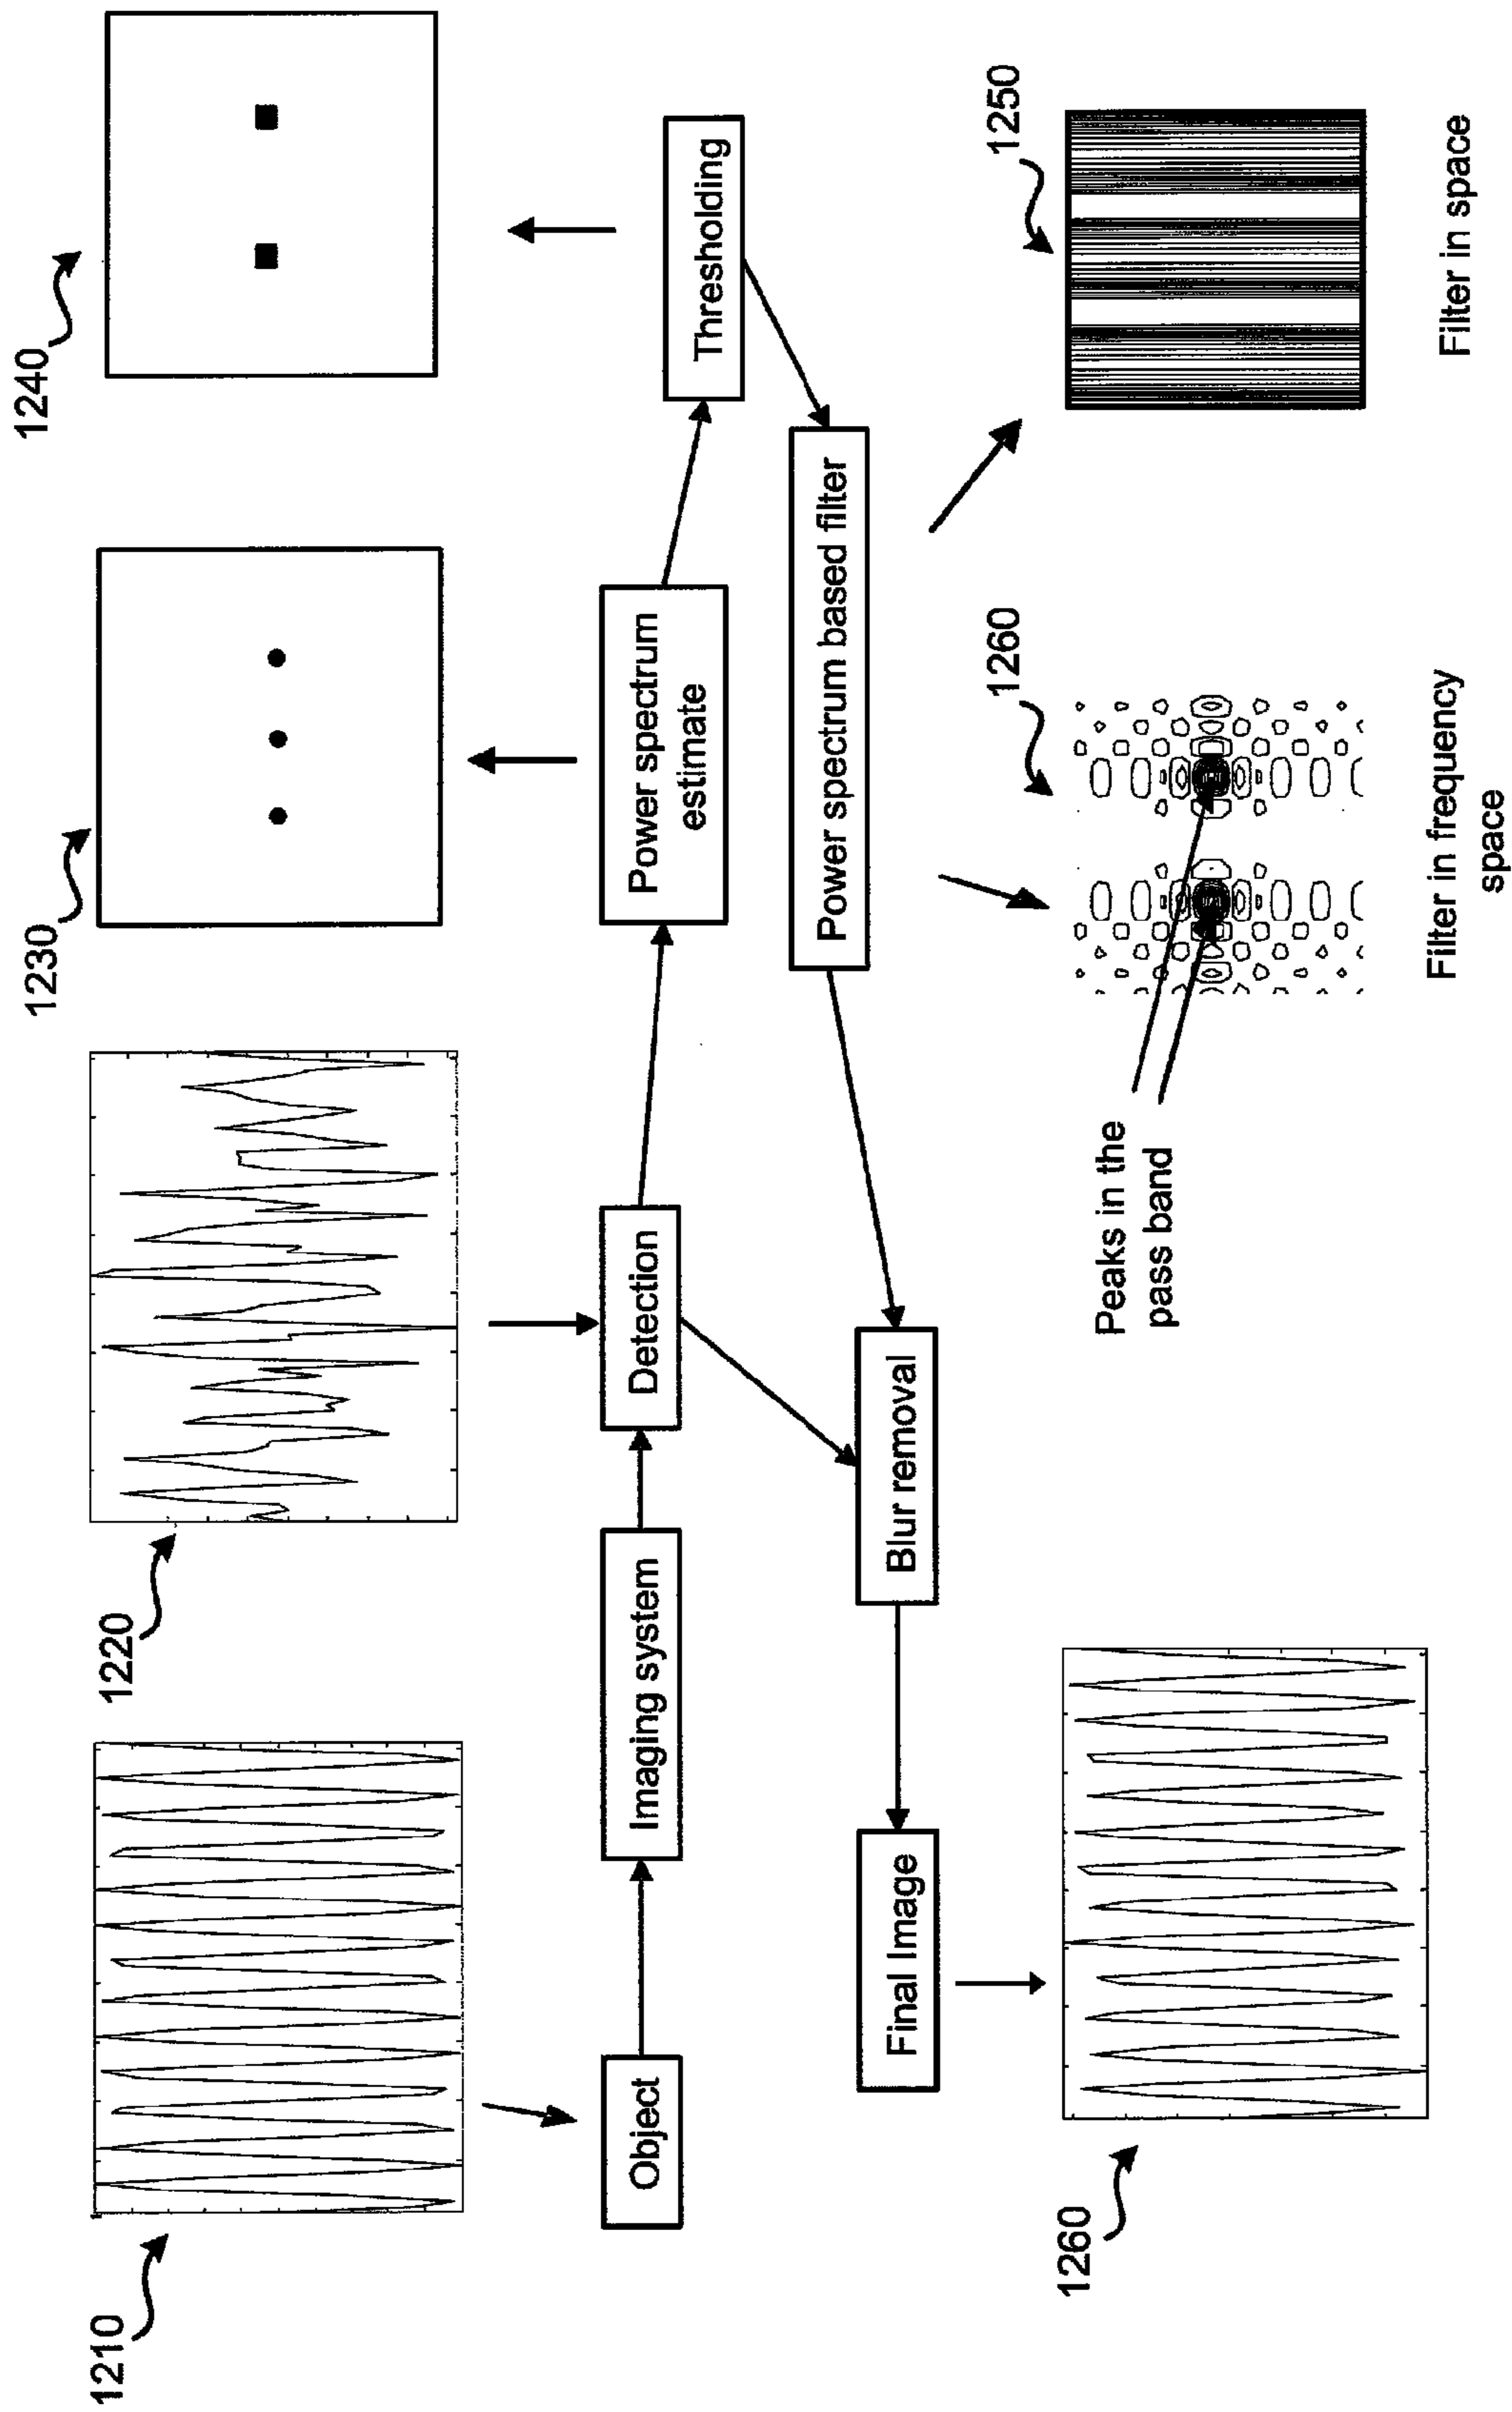 1210
1220
1230
1240
Object
Imaging system
Detection
Power spectrum
estimate
Thresholding
Final Image
Blur removal
Power spectrum based filter
1260
Peaks in the
pass band
1260
1250
Filter in frequency
space
Filter in space